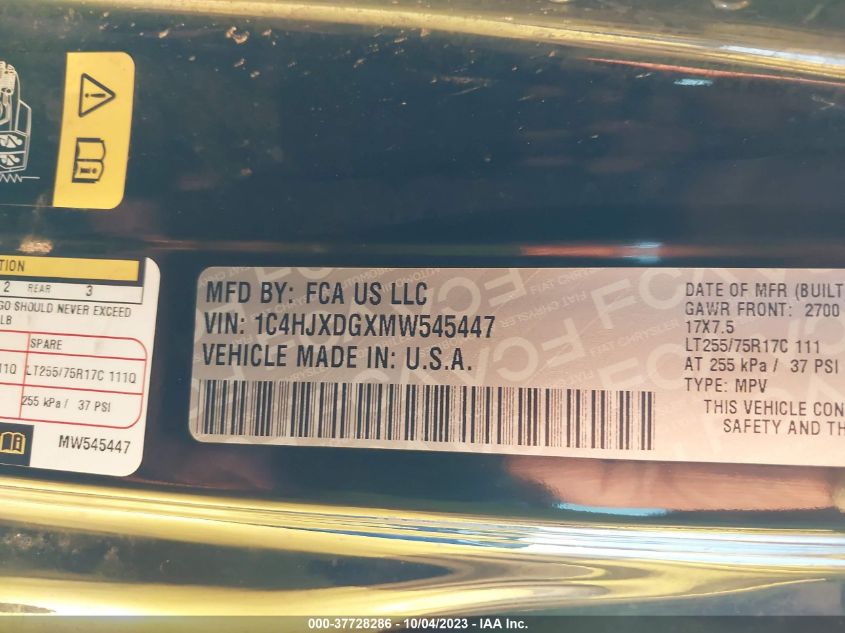 TION
2 REAR 3
GO SHOULD NEVER EXCEED
LB
SPARE
11Q LT255/75R17C 111Q
255 kPa / 37 PSI
MW545447
MFD BY: FCA US LLC
VIN: 1C4HJXDGXMW545447
VEHICLE MADE IN: U.S.A.
DATE OF MFR (BUILT
GAWR FRONT: 2700
17X7.5
LT255/75R17C 111
AT 255 kPa / 37 PSI
TYPE: MPV
THIS VEHICLE CON
SAFETY AND TH
000-37728286 - 10/04/2023 - IAA Inc.